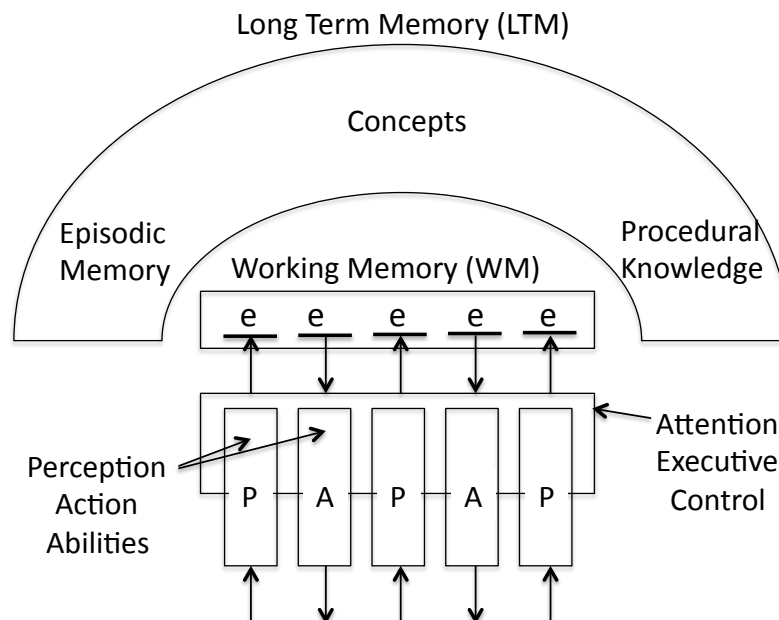 Long Term Memory (LTM)
Concepts
Episodic
Memory
Procedural
Knowledge
Working Memory (WM)
e e e e e
Perception
Action
Abilities
P A P A P
Attention
Executive
Control